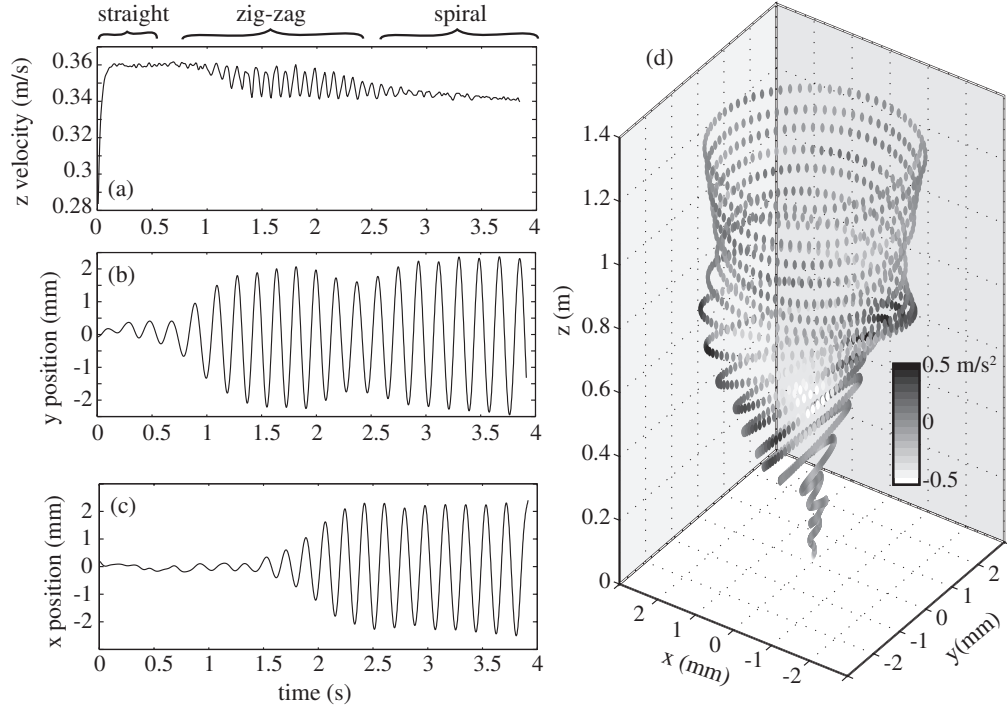 straight zig-zag spiral
z velocity (m/s)
0.36
0.34
0.3
0.3
0.28
(a)
0 0.5 1 1.5 2 2.5 3 3.5 4
y position (mm)
2
1
0
-1
-2
(b)
0 0.5 1 1.5 2 2.5 3 3.5 4
x position (mm)
2
1
0
-1
-2
(c)
0 0.5 1 1.5 2 2.5 3 3.5 4
time (s)
(d)
z (m)
1.4
1.2
1
0.8
0.6
0.4
0.2
0
0.5 m/s²
0
-0.5
2
1
0
-1
-2
x (mm)
2
1
0
-1
-2
y(mm)